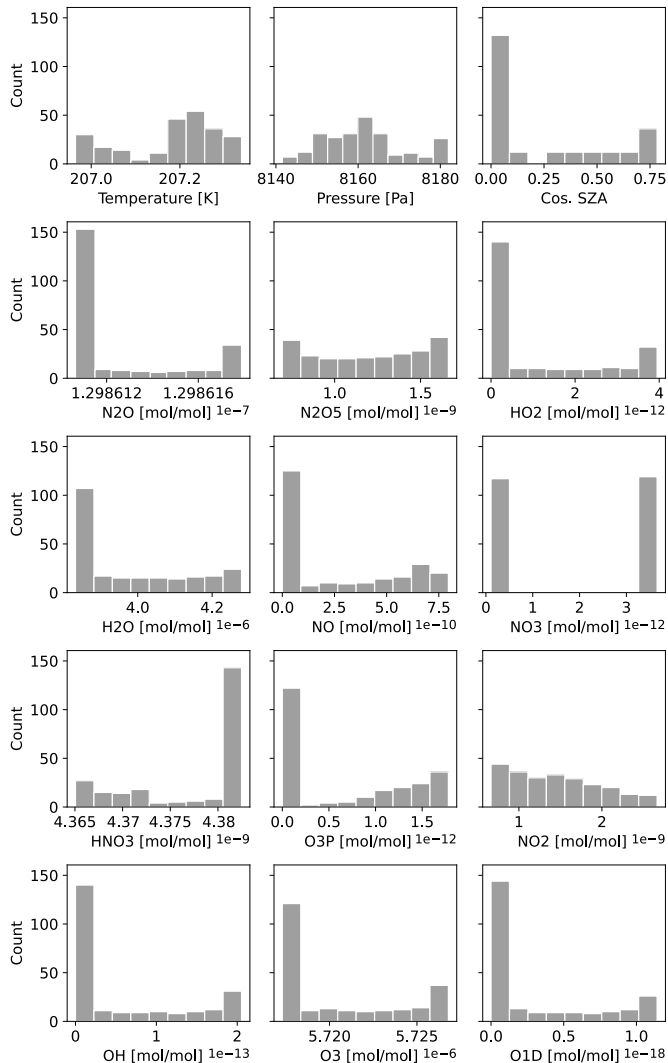 150
100
50
0
Count
207.0 207.2
Temperature [K]
8140 8160 8180
Pressure [Pa]
0.00 0.25 0.50 0.75
Cos. SZA
150
100
50
0
Count
1.298612 1.298616
N2O [mol/mol] 1e−7
1.0 1.5
N2O5 [mol/mol] 1e−9
0 2 4
HO2 [mol/mol] 1e−12
150
100
50
0
Count
4.0 4.2
H2O [mol/mol] 1e−6
0.0 2.5 5.0 7.5
NO [mol/mol] 1e−10
0 1 2 3
NO3 [mol/mol] 1e−12
150
100
50
0
Count
4.365 4.37 4.375 4.38
HNO3 [mol/mol] 1e−9
0.0 0.5 1.0 1.5
O3P [mol/mol] 1e−12
1 2
NO2 [mol/mol] 1e−9
150
100
50
0
Count
0 1 2
OH [mol/mol] 1e−13
5.720 5.725
O3 [mol/mol] 1e−6
0.0 0.5 1.0
O1D [mol/mol] 1e−18